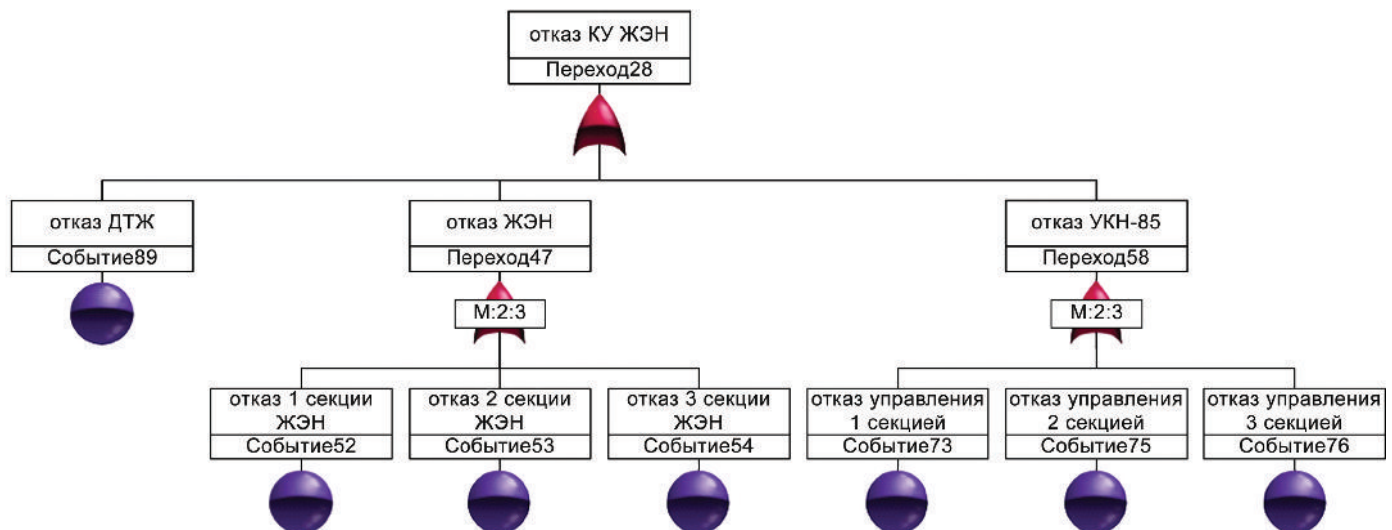 отказ КУ ЖЭН
Переход28
отказ ДТЖ
Событие89
отказ ЖЭН
Переход47
М:2:3
отказ УКН-85
Переход58
М:2:3
отказ 1 секции
ЖЭН
Событие52
отказ 2 секции
ЖЭН
Событие53
отказ 3 секции
ЖЭН
Событие54
отказ управления
1 секцией
Событие73
отказ управления
2 секцией
Событие75
отказ управления
3 секцией
Событие76